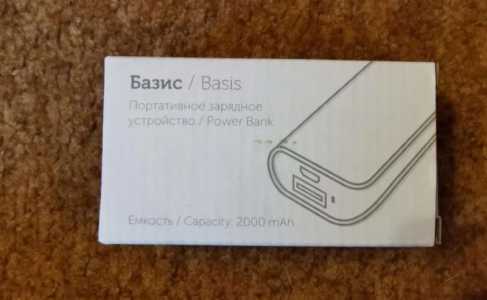 Базис / Basis
Портативное зарядное
устройство / Power Bank
Емкость / Capacity: 2000 mAh